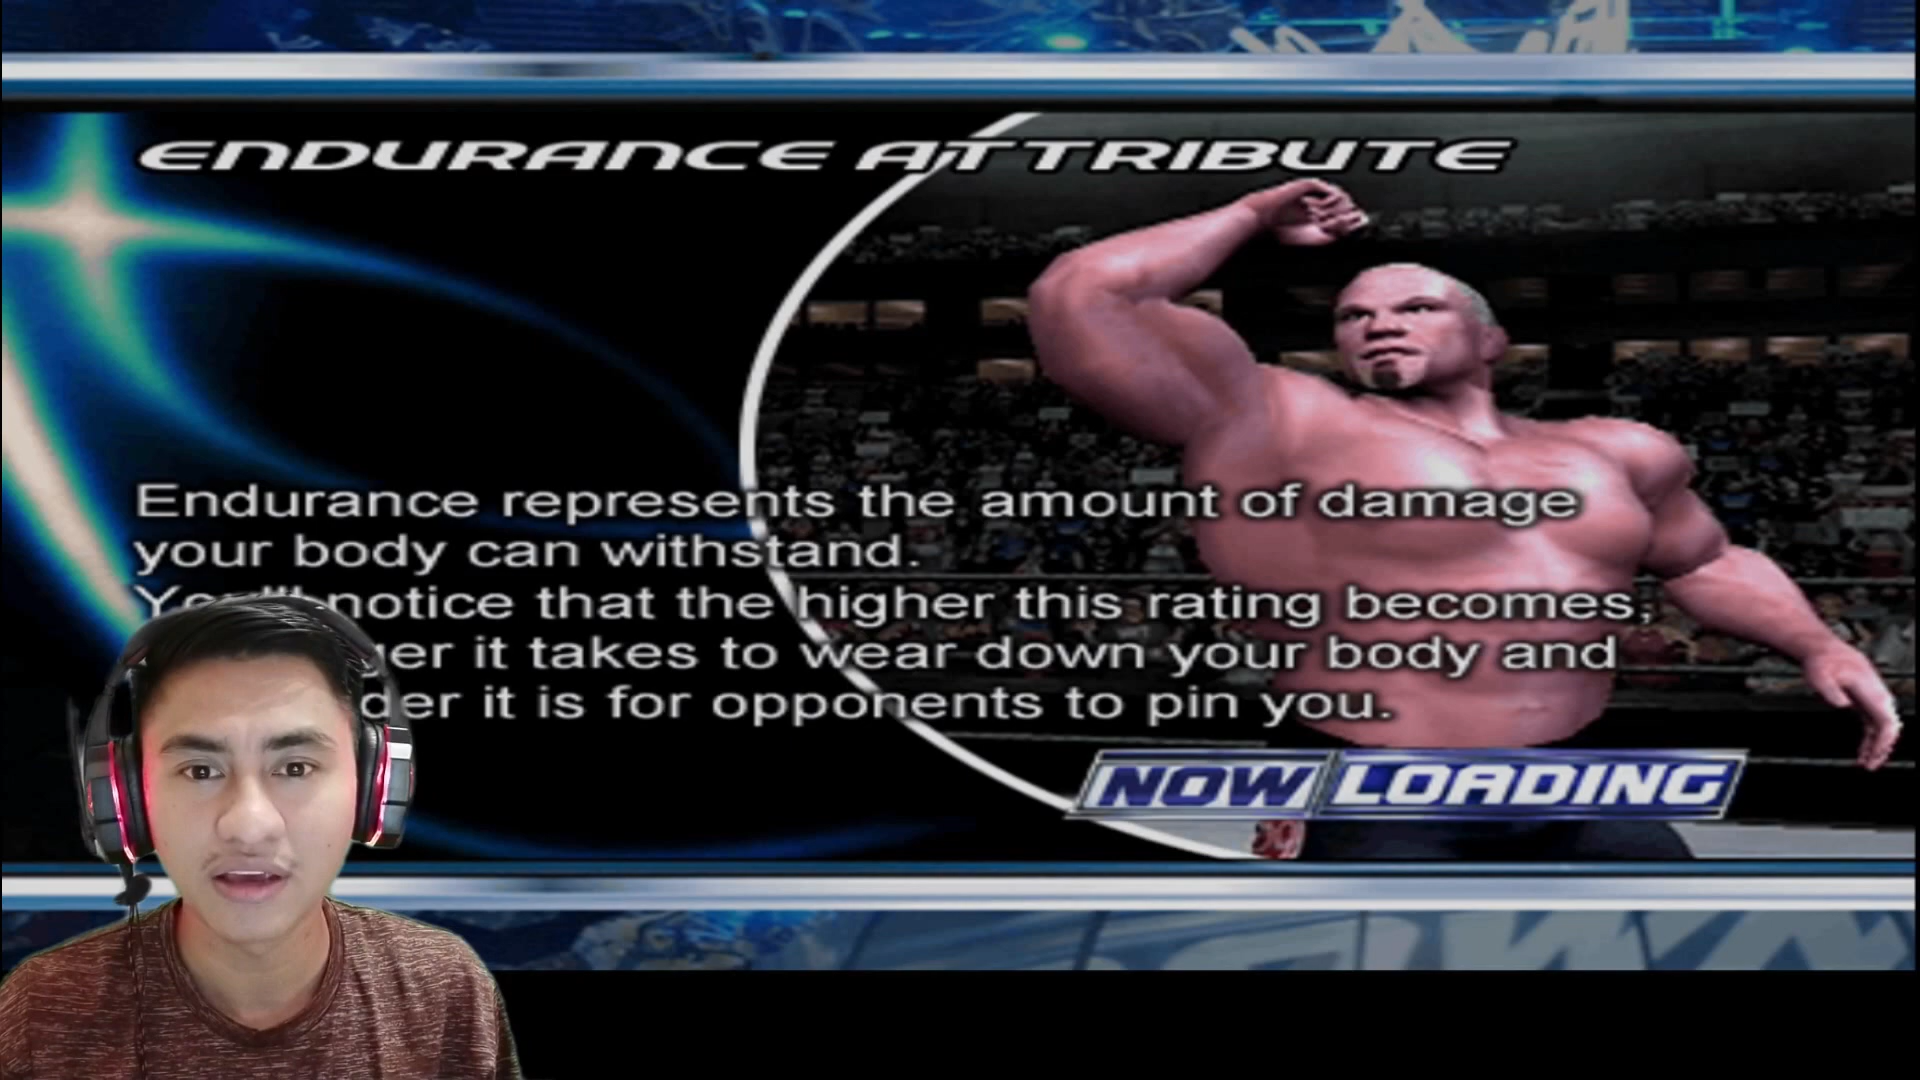 ENDURANCE ATTRIBUTE
Endurance represents the amount of damage
your body can withstand.
notice that the higher this rating becomes,
it takes to wear down your body and
it is for opponents to pin you.
NOW LOADING